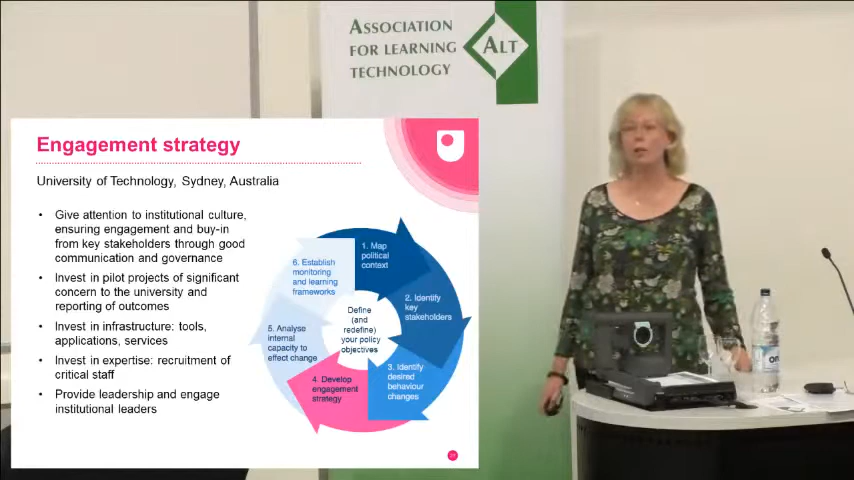 ASSOCIATION
FOR LEARNING
TECHNOLOGY
ALT
Engagement strategy
University of Technology, Sydney, Australia
• Give attention to institutional culture,
ensuring engagement and buy-in
from key stakeholders through good
communication and governance
• Invest in pilot projects of significant
concern to the university and
reporting of outcomes
• Invest in infrastructure: tools,
applications, services
• Invest in expertise: recruitment of
critical staff
• Provide leadership and engage
institutional leaders
1. Map
political
context
2. Identify
key
stakeholders
3. Identify
desired
behaviour
changes
4. Develop
engagement
strategy
5. Analyse
internal
capacity to
effect change
6. Establish
monitoring
and learning
frameworks
Define
(and
redefine)
your policy
objectives